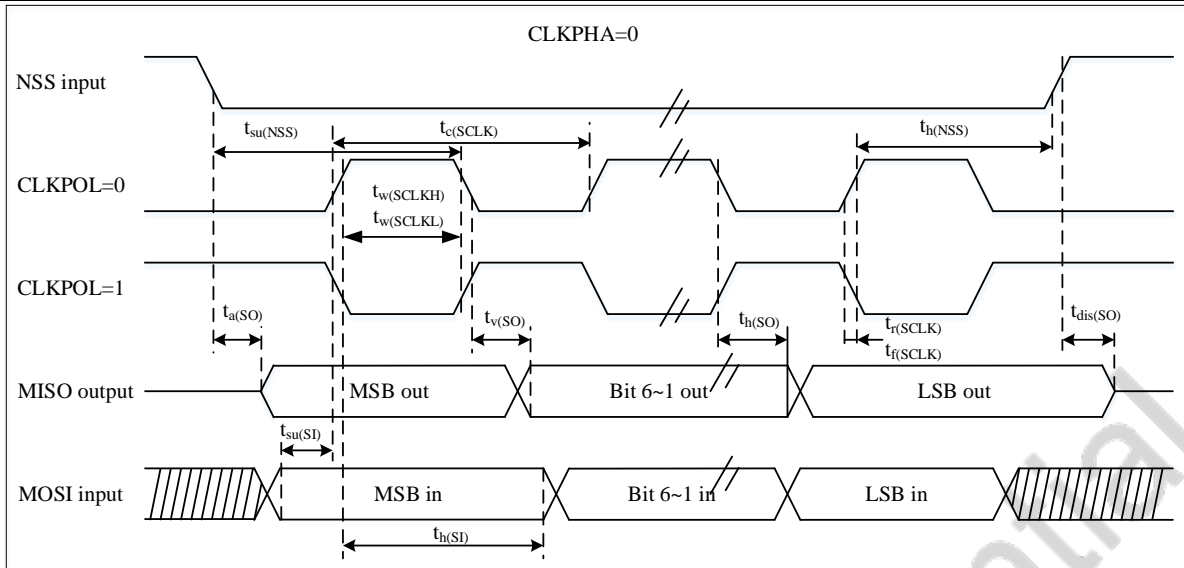 CLKPHA=0
NSS input
tsu(NSS)
tc(SCLK)
th(NSS)
CLKPOL=0
tw(SCLKH)
tw(SCLKL)
CLKPOL=1
ta(SO)
tv(SO)
th(SO)
tr(SCLK)
tf(SCLK)
tdis(SO)
MISO output
MSB out
Bit 6~1 out
LSB out
tsu(SI)
MOSI input
MSB in
Bit 6~1 in
LSB in
th(SI)